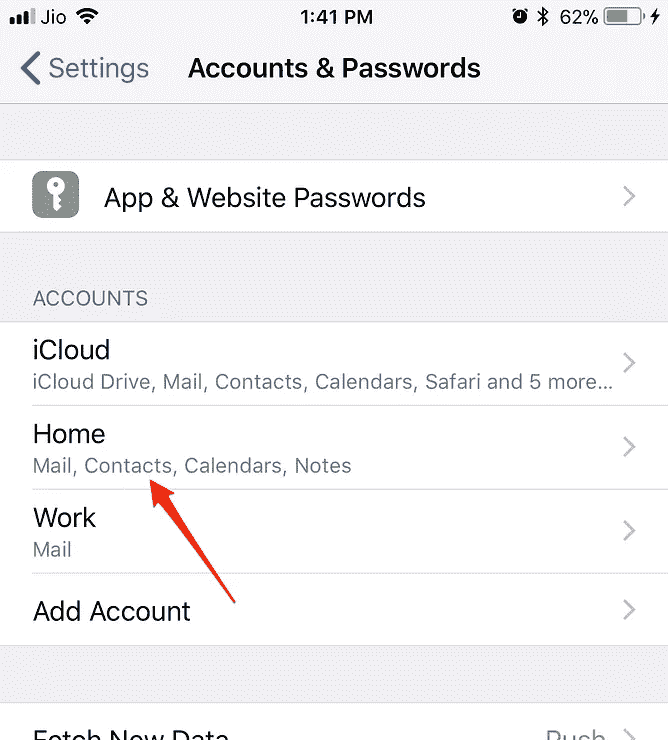 Jio 1:41 PM 62%
Settings Accounts & Passwords
App & Website Passwords
ACCOUNTS
iCloud
iCloud Drive, Mail, Contacts, Calendars, Safari and 5 more...
Home
Mail, Contacts, Calendars, Notes
Work
Mail
Add Account
Fetch New Data Push